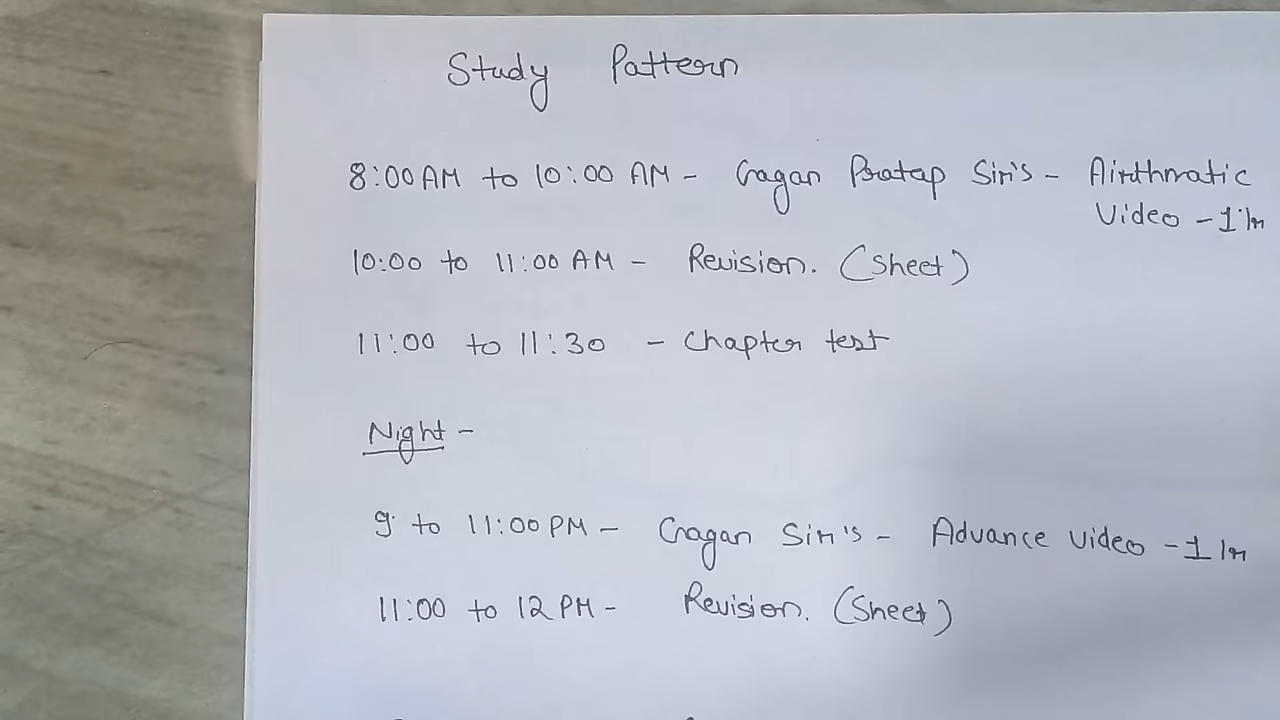 Study Pattern
8:00 AM to 10:00 AM - Gagan Pratap Sir's - Airthmatic
Video - 1 hr
10:00 to 11:00 AM - Revision. (Sheet)
11:00 to 11:30 - Chapter test
Night -
9 to 11:00 PM - Gagan Sir's - Advance video - 1 hr
11:00 to 12 PM - Revision. (Sheet)